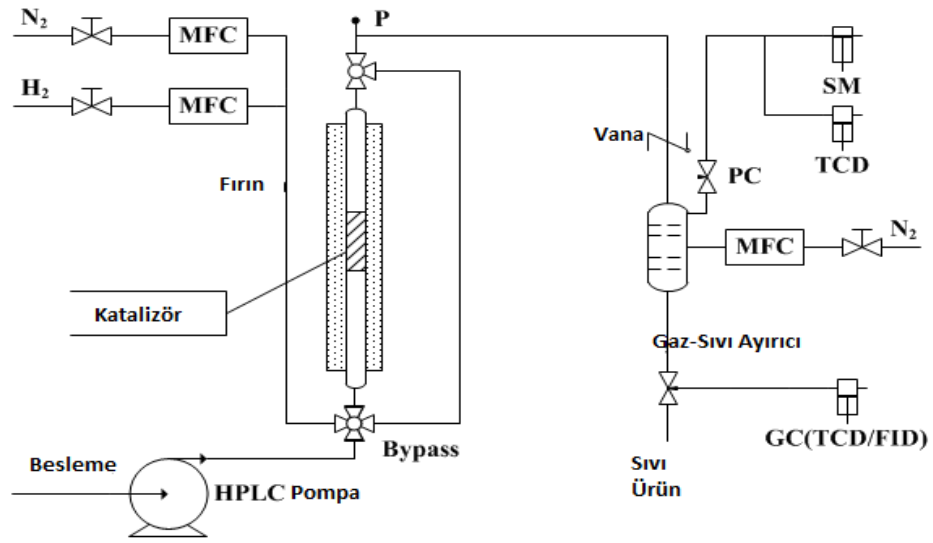 N₂
MFC
P
H₂
MFC
SM
Vana
TCD
PC
Fırın
N₂
MFC
Katalizör
Gaz-Sıvı Ayırıcı
Bypass
GC(TCD/FID)
Besleme
HPLC Pompa
Sıvı
Ürün